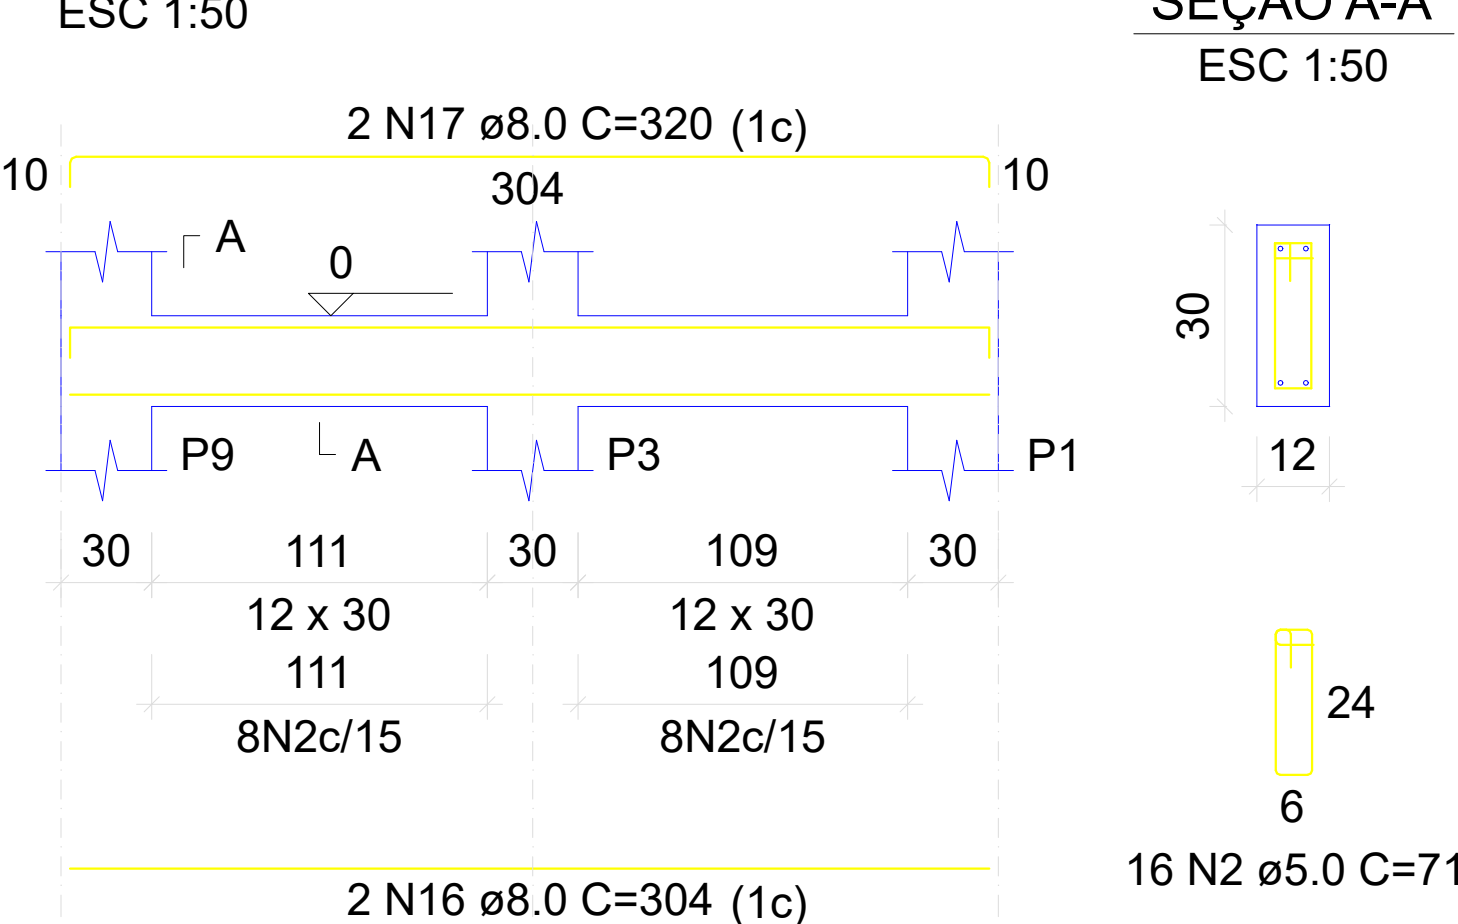 ESC 1:50
SEÇÃO A-A
ESC 1:50
2 N17 ø8.0 C=320 (1c)
10
304
10
A
0
30
P9
A
P3
P1
12
30
111
30
109
30
12 x 30
12 x 30
111
109
8N2c/15
8N2c/15
24
6
16 N2 ø5.0 C=71
2 N16 ø8.0 C=304 (1c)